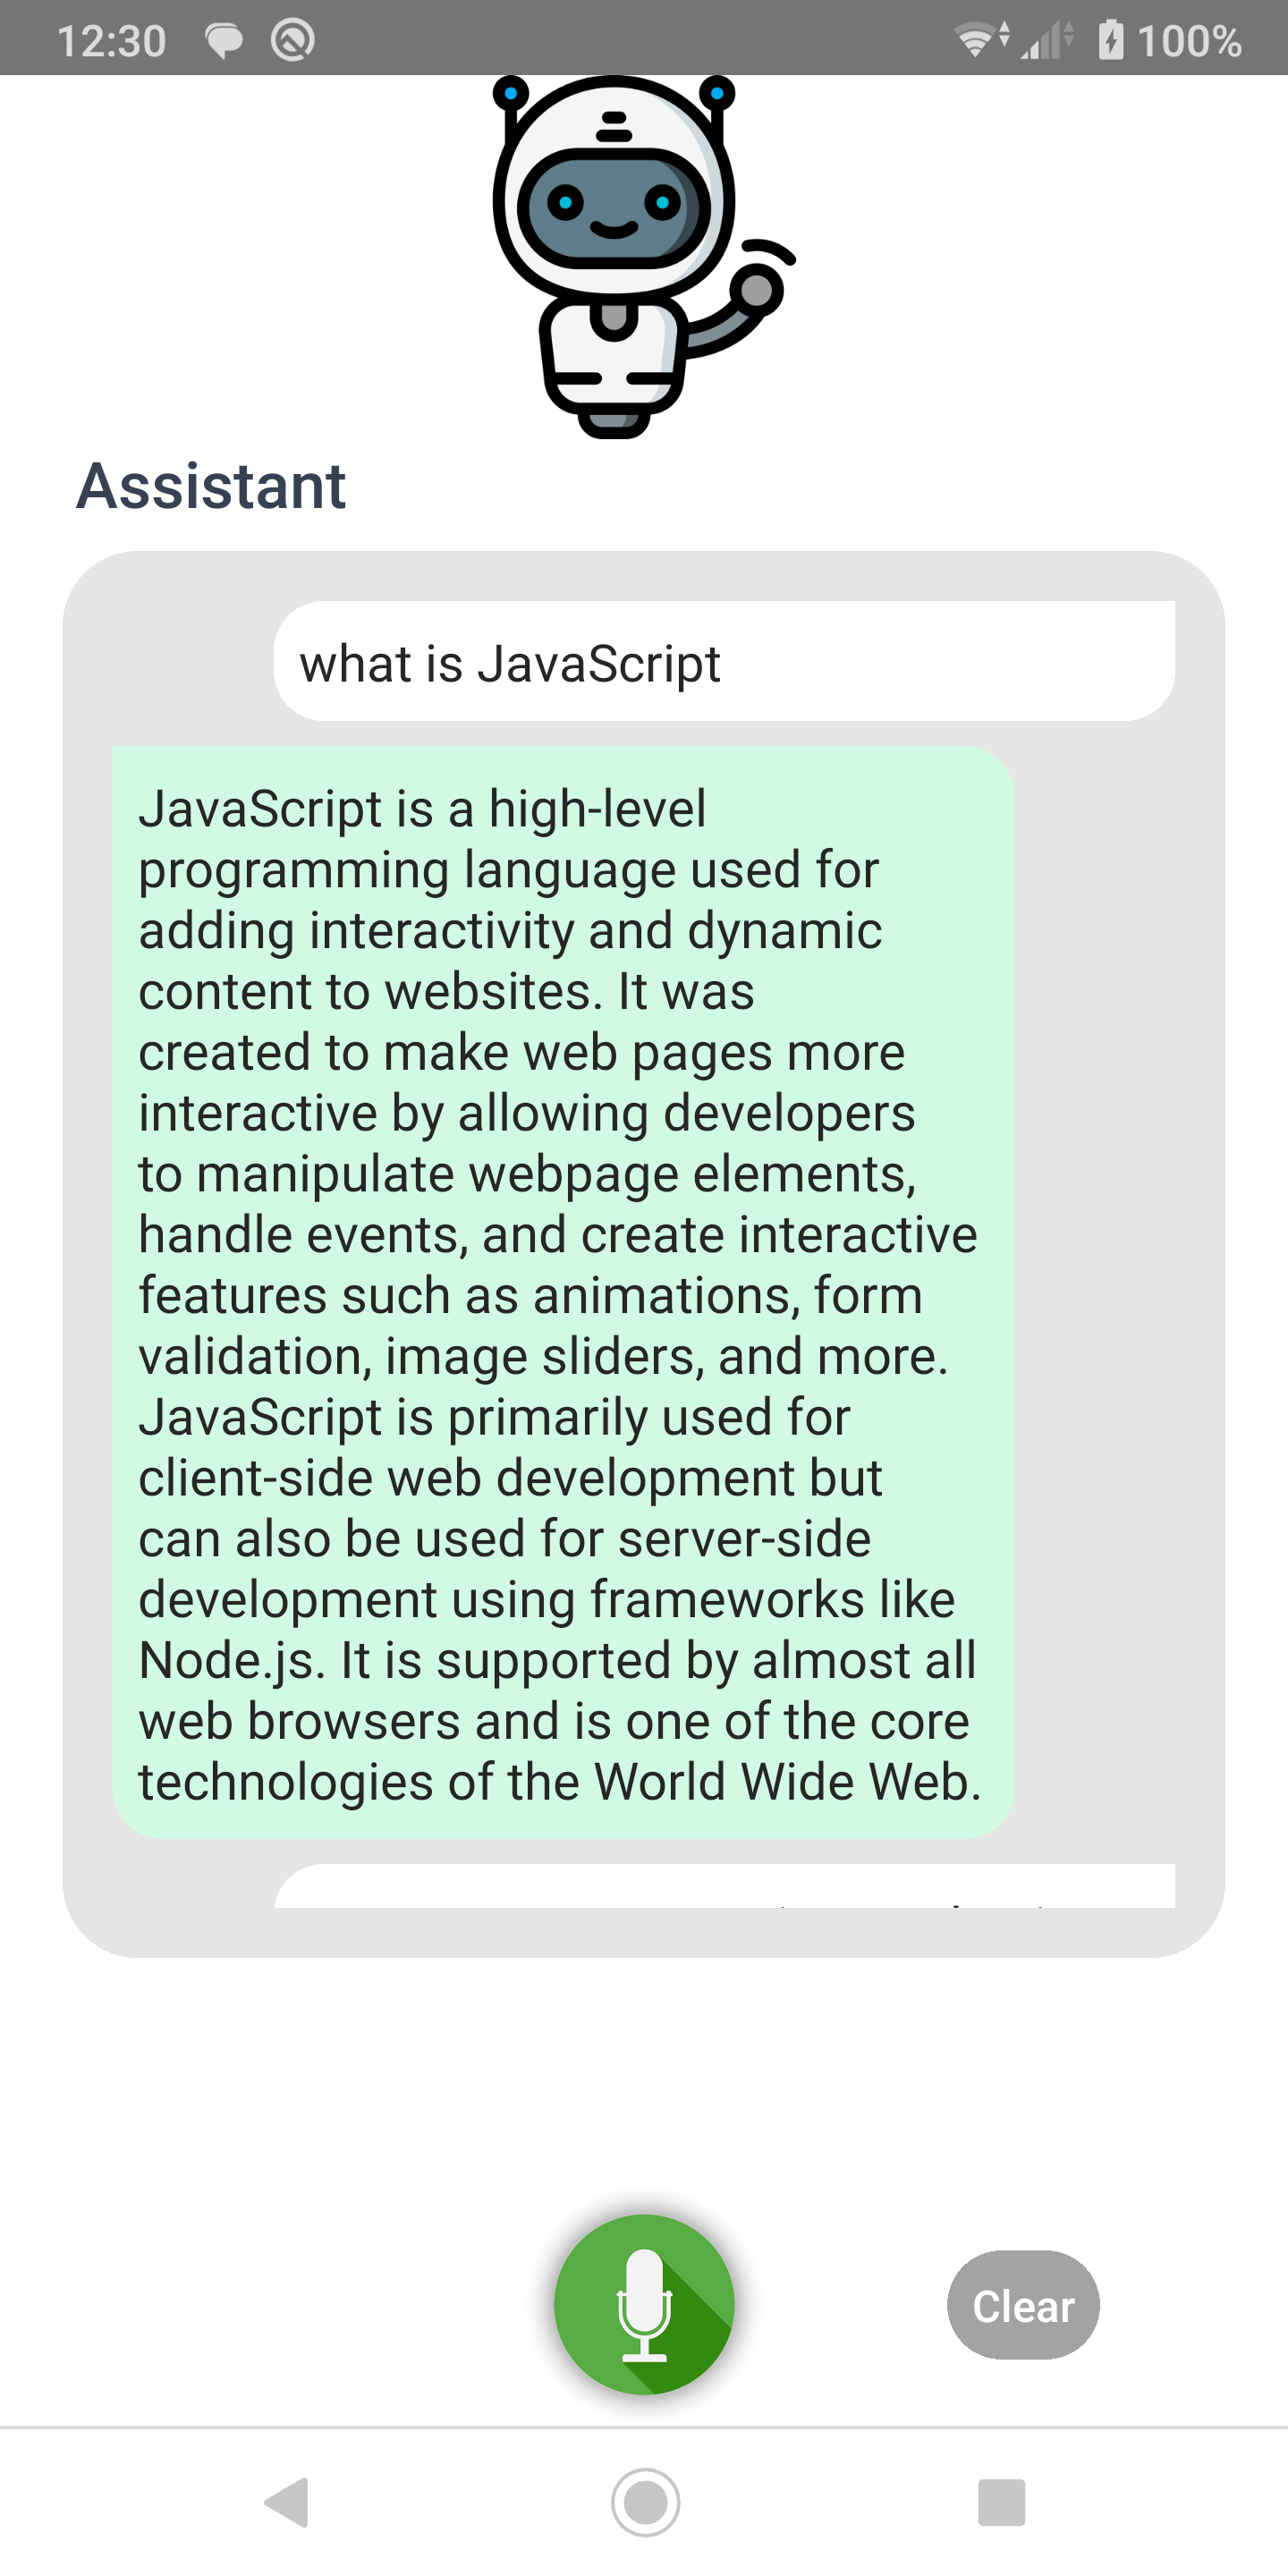 12:30
100%
Assistant
what is JavaScript
JavaScript is a high-level
programming language used for
adding interactivity and dynamic
content to websites. It was
created to make web pages more
interactive by allowing developers
to manipulate webpage elements,
handle events, and create interactive
features such as animations, form
validation, image sliders, and more.
JavaScript is primarily used for
client-side web development but
can also be used for server-side
development using frameworks like
Node.js. It is supported by almost all
web browsers and is one of the core
technologies of the World Wide Web.
Clear